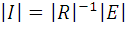 |I| = |R|⁻¹|E|